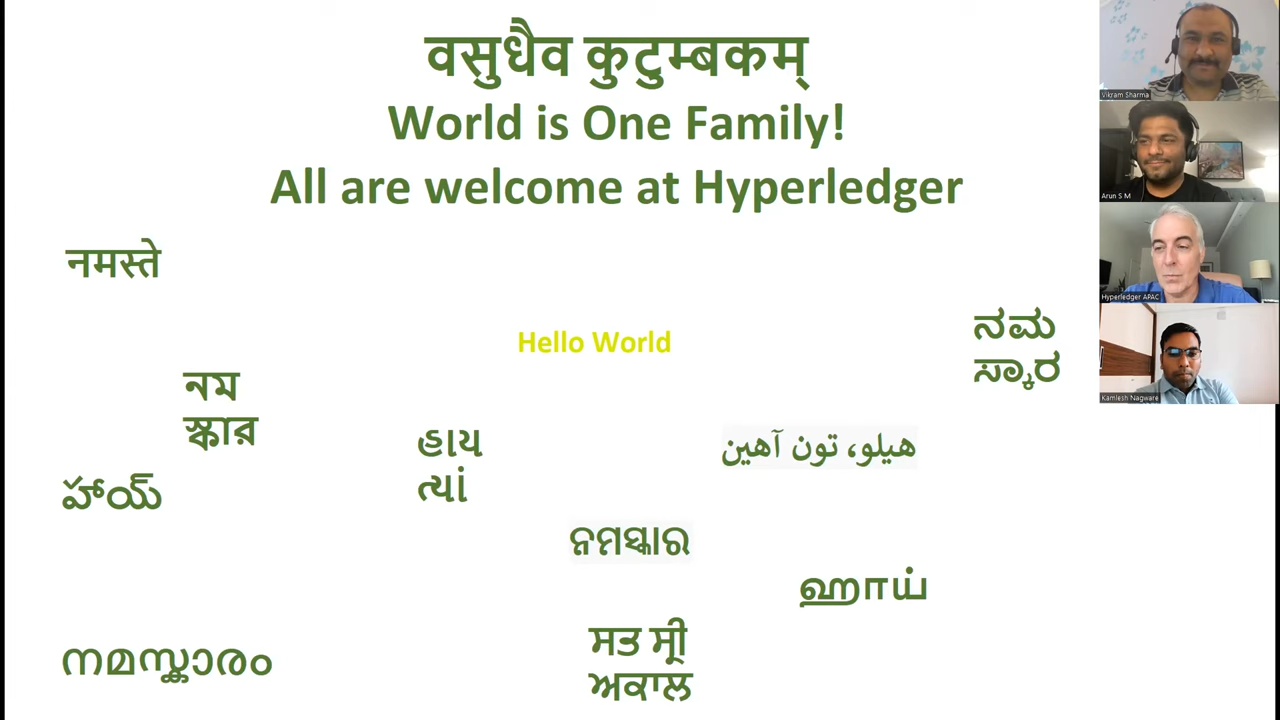 वसुधैव कुटुम्बकम्
World is One Family!
All are welcome at Hyperledger
नमस्ते
Hello World
ನಮ
ಸ್ಕಾರ
নম
স্কার
હાય
ત્યાં
هيلو، تون آهين
హాయ్
ନମସ୍କାର
ஹாய்
നമസ്കാരം
ਸਤ ਸ੍ਰੀ
ਅਕਾਲ
Vikram Sharma
Arun S M
Hyperledger APAC
Kamlesh Nagware